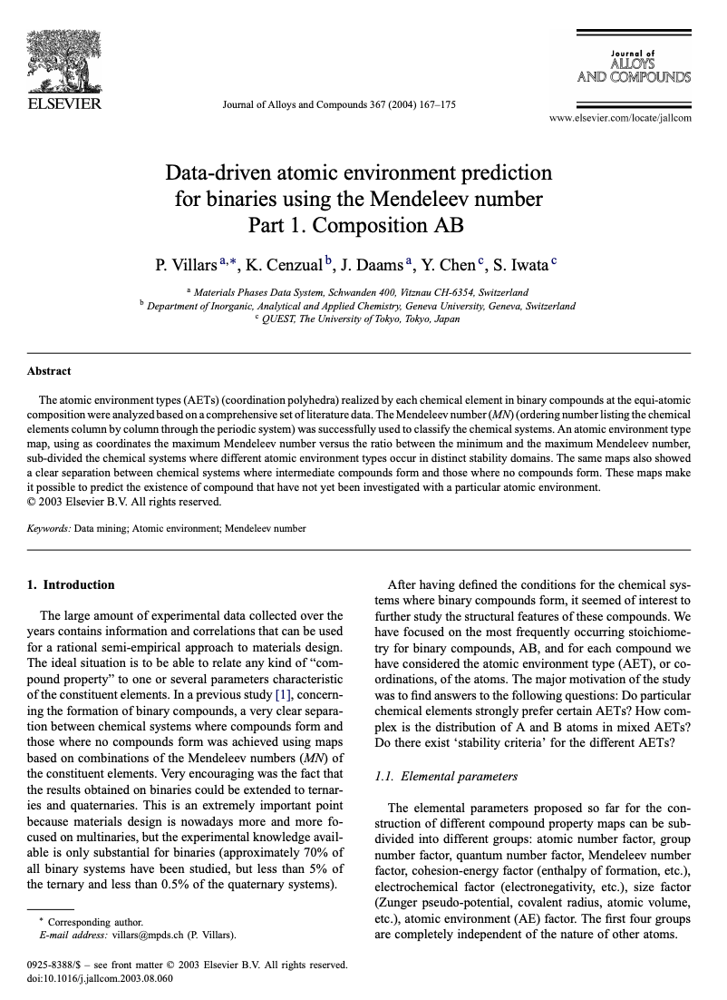 ELSEVIER
Journal of Alloys and Compounds 367 (2004) 167–175
Journal of
ALLOYS
AND COMPOUNDS
www.elsevier.com/locate/jallcom
Data-driven atomic environment prediction
for binaries using the Mendeleev number
Part 1. Composition AB
P. Villars a,*, K. Cenzual b, J. Daams a, Y. Chen c, S. Iwata c
a Materials Phases Data System, Schwanden 400, Vitznau CH-6354, Switzerland
b Department of Inorganic, Analytical and Applied Chemistry, Geneva University, Geneva, Switzerland
c QUEST, The University of Tokyo, Tokyo, Japan
Abstract
The atomic environment types (AETs) (coordination polyhedra) realized by each chemical element in binary compounds at the equi-atomic
composition were analyzed based on a comprehensive set of literature data. The Mendeleev number (MN) (ordering number listing the chemical
elements column by column through the periodic system) was successfully used to classify the chemical systems. An atomic environment type
map, using as coordinates the maximum Mendeleev number versus the ratio between the minimum and the maximum Mendeleev number,
sub-divided the chemical systems where different atomic environment types occur in distinct stability domains. The same maps also showed
a clear separation between chemical systems where intermediate compounds form and those where no compounds form. These maps make
it possible to predict the existence of compound that have not yet been investigated with a particular atomic environment.
© 2003 Elsevier B.V. All rights reserved.
Keywords: Data mining; Atomic environment; Mendeleev number
1. Introduction
The large amount of experimental data collected over the
years contains information and correlations that can be used
for a rational semi-empirical approach to materials design.
The ideal situation is to be able to relate any kind of “com-
pound property” to one or several parameters characteristic
of the constituent elements. In a previous study [1], concern-
ing the formation of binary compounds, a very clear separa-
tion between chemical systems where compounds form and
those where no compounds form was achieved using maps
based on combinations of the Mendeleev numbers (MN) of
the constituent elements. Very encouraging was the fact that
the results obtained on binaries could be extended to ternar-
ies and quaternaries. This is an extremely important point
because materials design is nowadays more and more fo-
cused on multinaries, but the experimental knowledge avail-
able is only substantial for binaries (approximately 70% of
all binary systems have been studied, but less than 5% of
the ternary and less than 0.5% of the quaternary systems).
* Corresponding author.
E-mail address: villars@mpds.ch (P. Villars).
After having defined the conditions for the chemical sys-
tems where binary compounds form, it seemed of interest to
further study the structural features of these compounds. We
have focused on the most frequently occurring stoichiome-
try for binary compounds, AB, and for each compound we
have considered the atomic environment type (AET), or co-
ordinations, of the atoms. The major motivation of the study
was to find answers to the following questions: Do particular
chemical elements strongly prefer certain AETs? How com-
plex is the distribution of A and B atoms in mixed AETs?
Do there exist ‘stability criteria’ for the different AETs?
1.1. Elemental parameters
The elemental parameters proposed so far for the con-
struction of different compound property maps can be sub-
divided into different groups: atomic number factor, group
number factor, quantum number factor, Mendeleev number
factor, cohesion-energy factor (enthalpy of formation, etc.),
electrochemical factor (electronegativity, etc.), size factor
(Zunger pseudo-potential, covalent radius, atomic volume,
etc.), atomic environment (AE) factor. The first four groups
are completely independent of the nature of other atoms.
0925-8388/$ – see front matter © 2003 Elsevier B.V. All rights reserved.
doi:10.1016/j.jallcom.2003.08.060